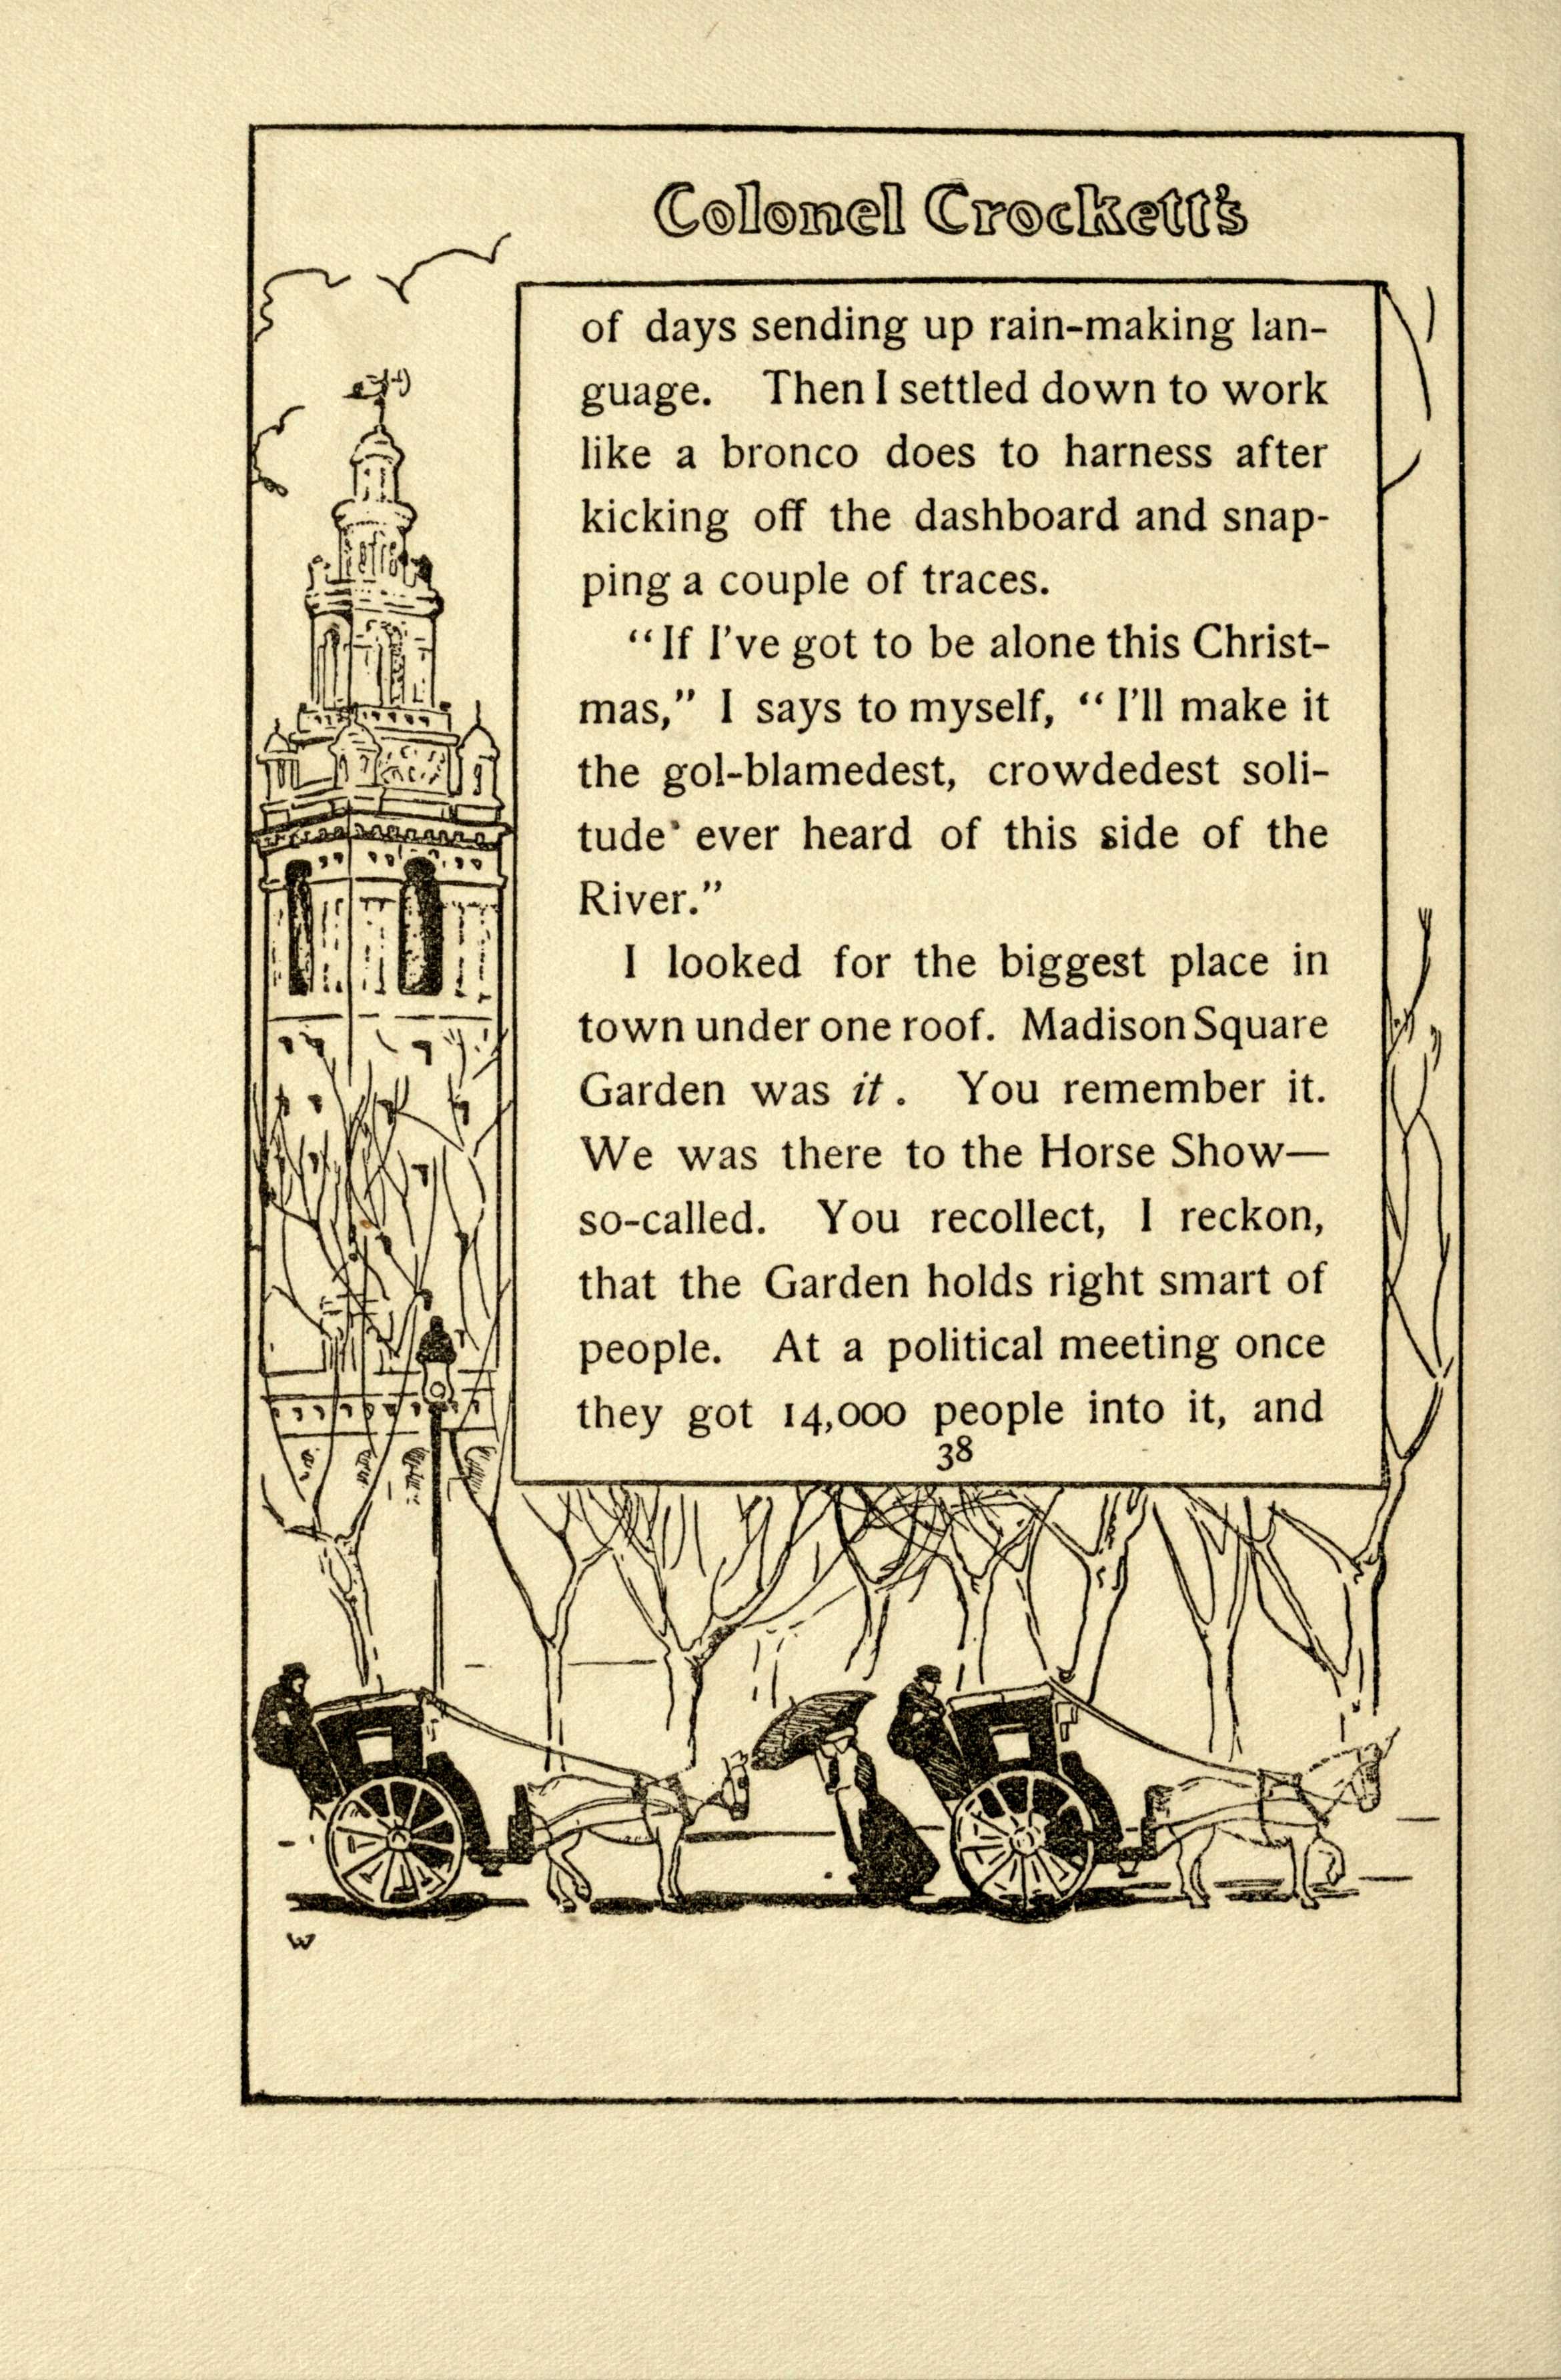 Colonel Crockett's
of days sending up rain-making lan-
guage. Then I settled down to work
like a bronco does to harness after
kicking off the dashboard and snap-
ping a couple of traces.
"If I've got to be alone this Christ-
mas," I says to myself, "I'll make it
the gol-blamedest, crowdedest soli-
tude ever heard of this side of the
River."
I looked for the biggest place in
town under one roof. Madison Square
Garden was it. You remember it.
We was there to the Horse Show—
so-called. You recollect, I reckon,
that the Garden holds right smart of
people. At a political meeting once
they got 14,000 people into it, and
38
W